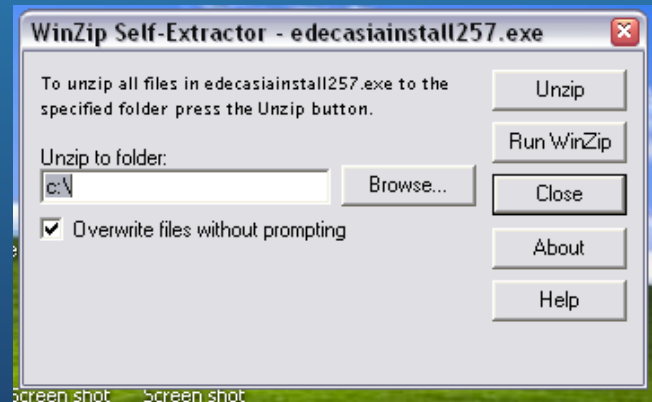 WinZip Self-Extractor - edecasiainstall257.exe
To unzip all files in edecasiainstall257.exe to the
specified folder press the Unzip button.
Unzip to folder:
c:\
Browse...
Overwrite files without prompting
Unzip
Run WinZip
Close
About
Help
Screen shot Screen shot